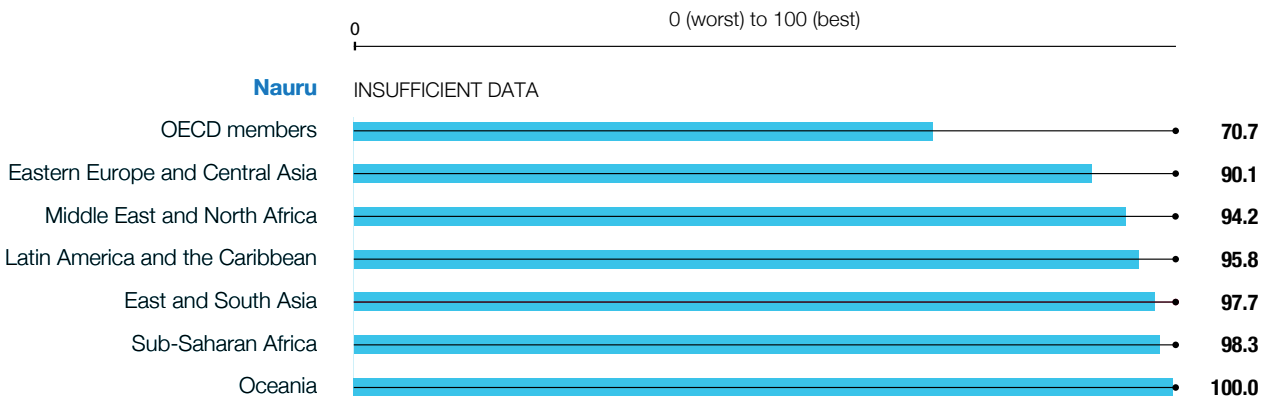 0 (worst) to 100 (best)
0
Nauru INSUFFICIENT DATA
OECD members 70.7
Eastern Europe and Central Asia 90.1
Middle East and North Africa 94.2
Latin America and the Caribbean 95.8
East and South Asia 97.7
Sub-Saharan Africa 98.3
Oceania 100.0